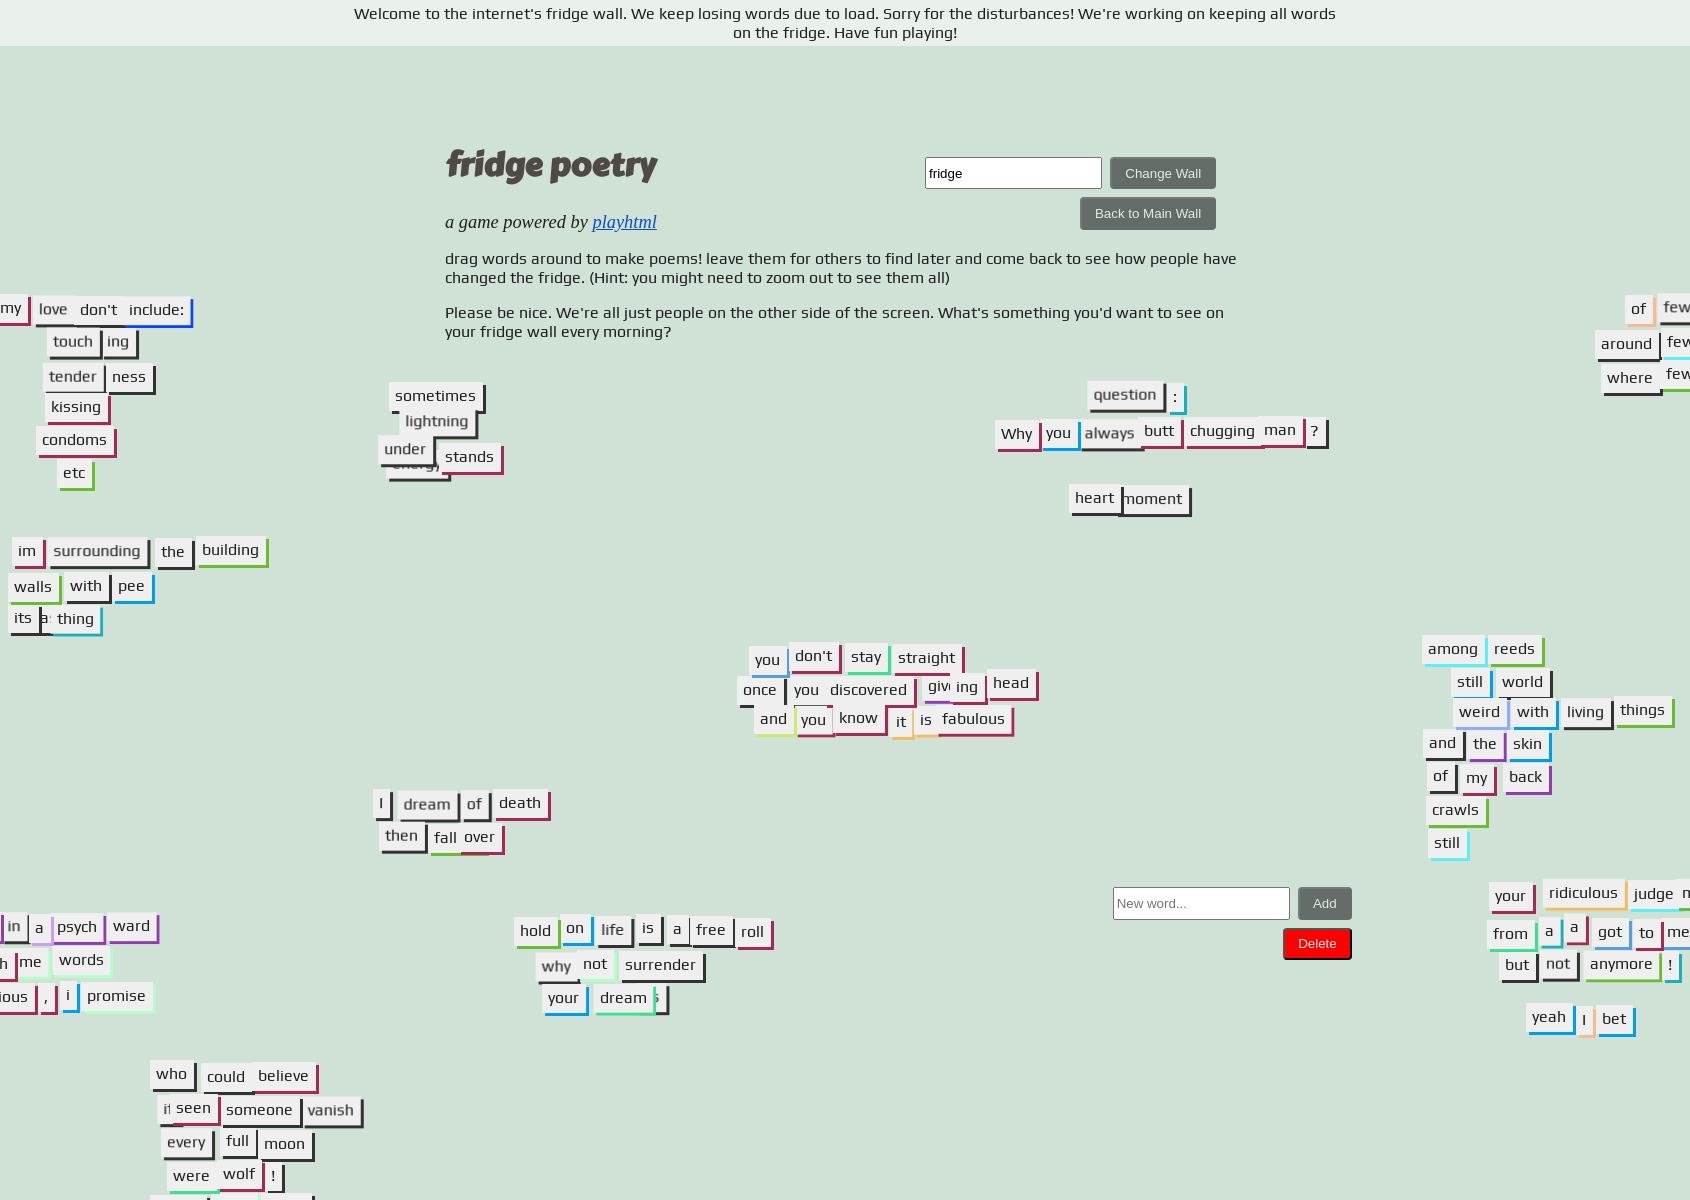 Welcome to the internet's fridge wall. We keep losing words due to load. Sorry for the disturbances! We're working on keeping all words
on the fridge. Have fun playing!
fridge poetry
fridge
Change Wall
Back to Main Wall
a game powered by playhtml
drag words around to make poems! leave them for others to find later and come back to see how people have
changed the fridge. (Hint: you might need to zoom out to see them all)
Please be nice. We're all just people on the other side of the screen. What's something you'd want to see on
your fridge wall every morning?
my love don't include:
touch ing
tender ness
kissing
condoms
etc
sometimes
lightning
under
stands
question :
Why you always butt chugging man ?
heart moment
of few
around few
where few
im surrounding the building
walls with pee
its a thing
you don't stay straight
once you discovered giv ing head
and you know it is fabulous
among reeds
still world
weird with living things
and the skin
of my back
crawls
still
I dream of death
then fall over
New word...
Add
Delete
your ridiculous judge
from a a got to me
but not anymore !
yeah I bet
in a psych ward
me words
ious , i promise
hold on life is a free roll
why not surrender
your dream
who could believe
seen someone vanish
every full moon
were wolf !